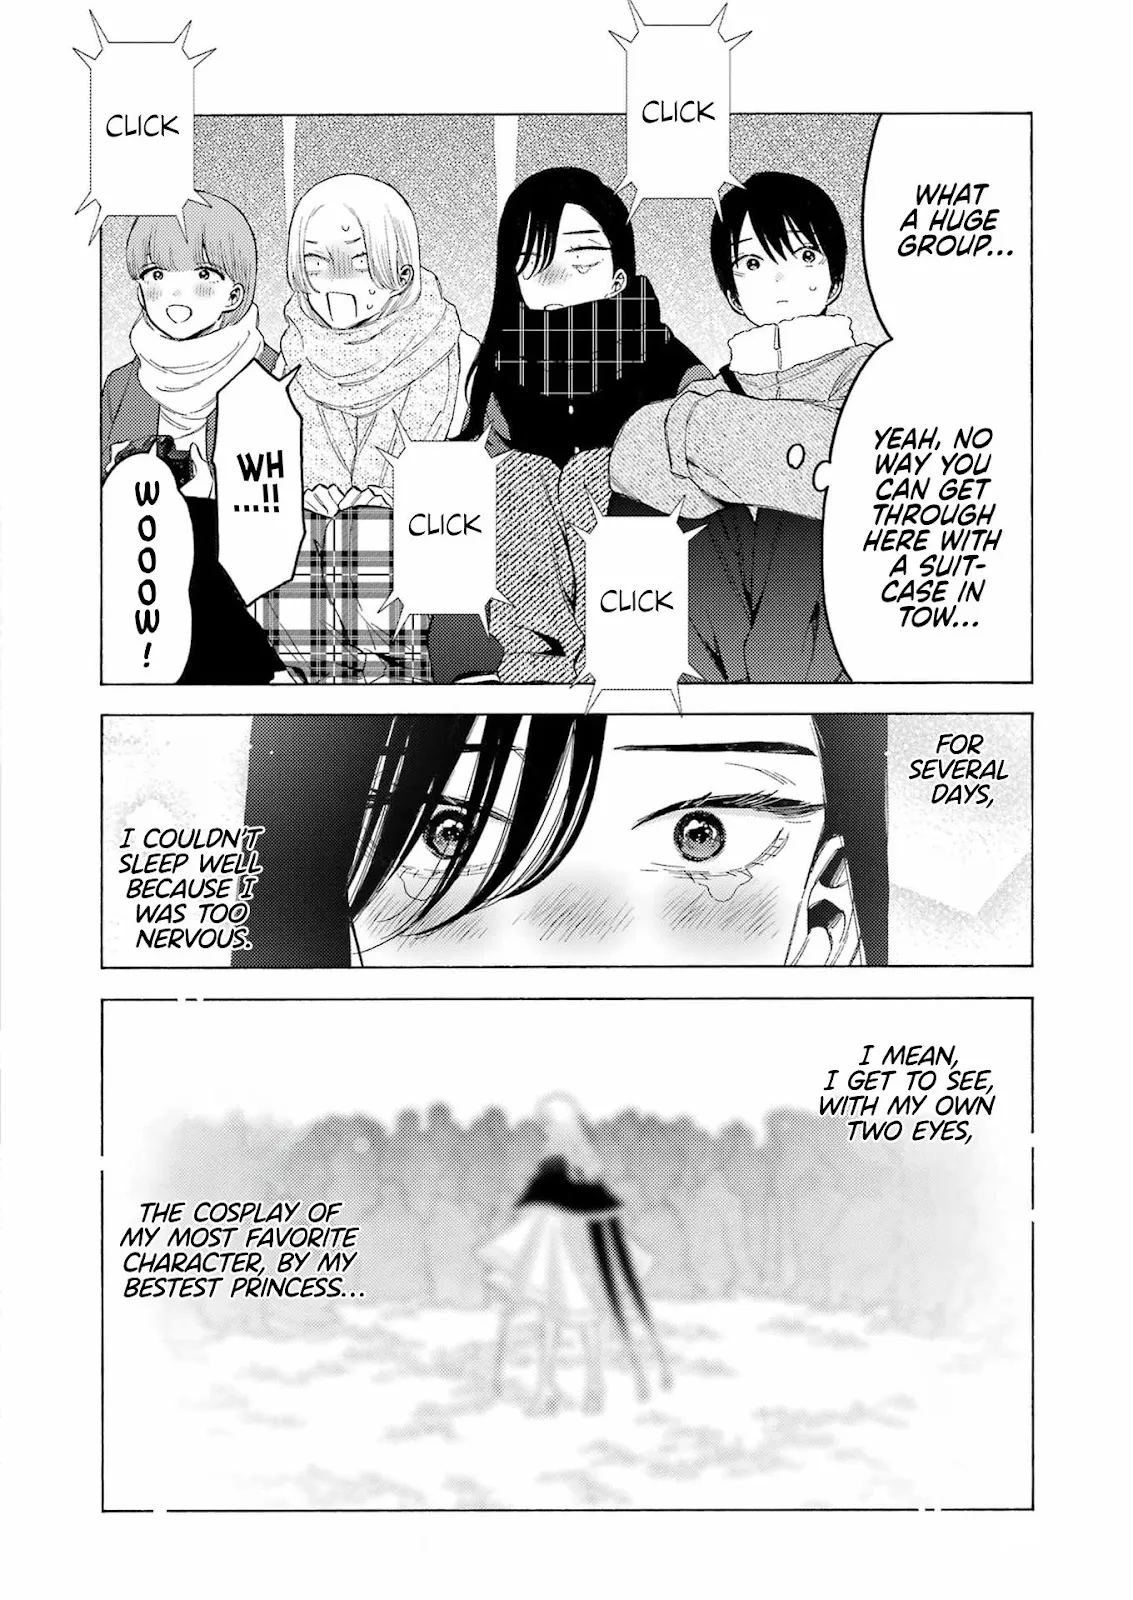 WHAT
A HUGE
GROUP...
YEAH, NO
WAY YOU
CAN GET
THROUGH
HERE WITH
A SUIT-
CASE IN
TOW...
CLICK
CLICK
CLICK
CLICK
WH
...!!
WOOOW!
FOR
SEVERAL
DAYS,
I COULDN'T
SLEEP WELL
BECAUSE I
WAS TOO
NERVOUS.
I MEAN,
I GET TO SEE,
WITH MY OWN
TWO EYES,
THE COSPLAY OF
MY MOST FAVORITE
CHARACTER, BY MY
BESTEST PRINCESS...